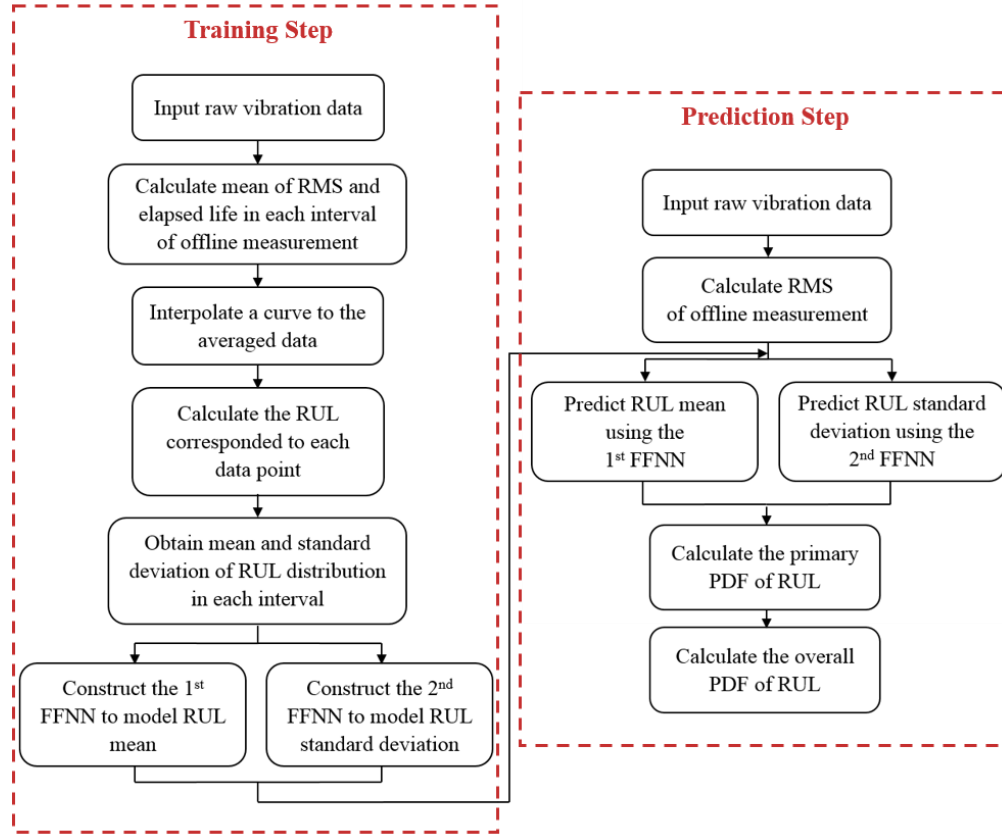 Training Step
Input raw vibration data
Calculate mean of RMS and
elapsed life in each interval
of offline measurement
Interpolate a curve to the
averaged data
Calculate the RUL
corresponded to each
data point
Obtain mean and standard
deviation of RUL distribution
in each interval
Construct the 1st
FFNN to model RUL
mean
Construct the 2nd
FFNN to model RUL
standard deviation
Prediction Step
Input raw vibration data
Calculate RMS
of offline measurement
Predict RUL mean
using the
1st FFNN
Predict RUL standard
deviation using the
2nd FFNN
Calculate the primary
PDF of RUL
Calculate the overall
PDF of RUL